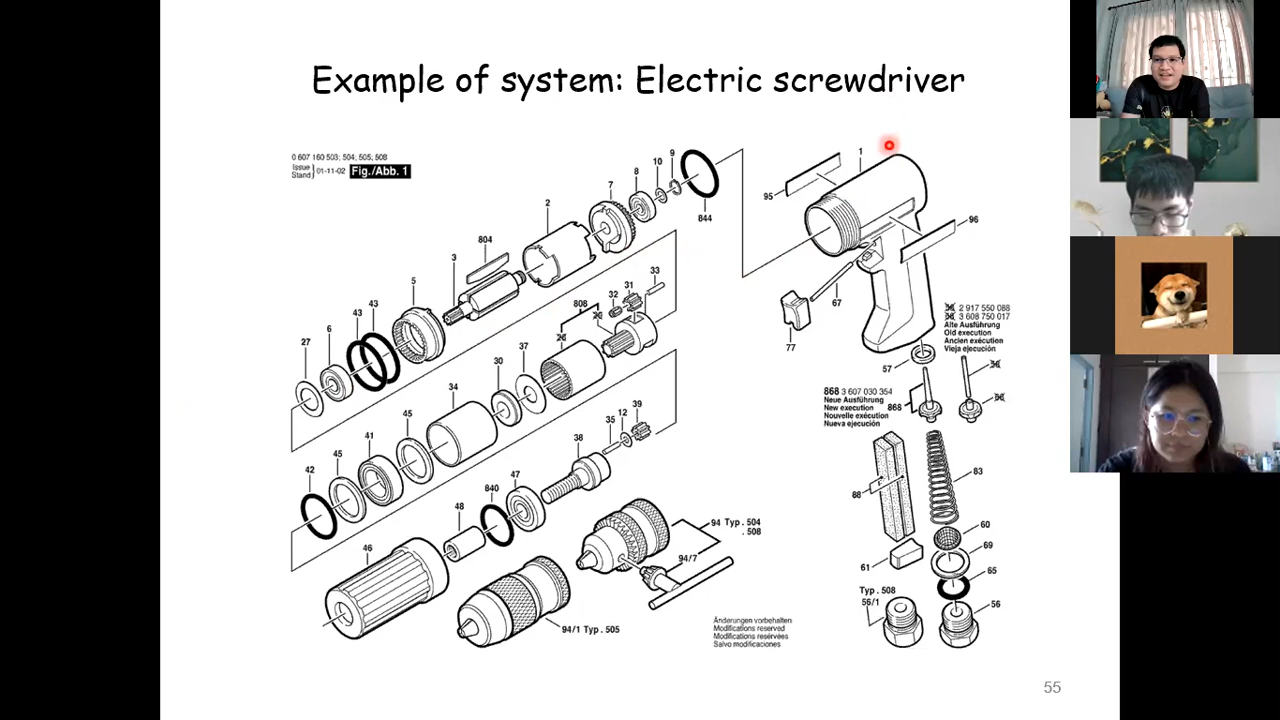 Example of system: Electric screwdriver
0 607 160 503; 504; 505; 508
Issue
Stand } 01-11-02 Fig./Abb. 1
9
10
8
7
2
844
804
3
5
43
43
6
27
33
31
32
808
37
30
34
45
41
45
42
39
12
35
38
47
840
48
46
94 Typ . 504
. 508
94/7
94/1 Typ . 505
1
95
96
67
77
2 917 550 088
3 608 750 017
Alte Ausführung
Old execution
Ancien exécution
Vieja ejecución
57
868 3 607 030 354
Neue Ausführung
New execution
Nouvelle exécution
Nueva ejecución
868
83
88
60
69
61
65
Typ . 508
56/1
56
Änderungen vorbehalten
Modifications reserved
Modifications resérvées
Salvo modificaciones
55